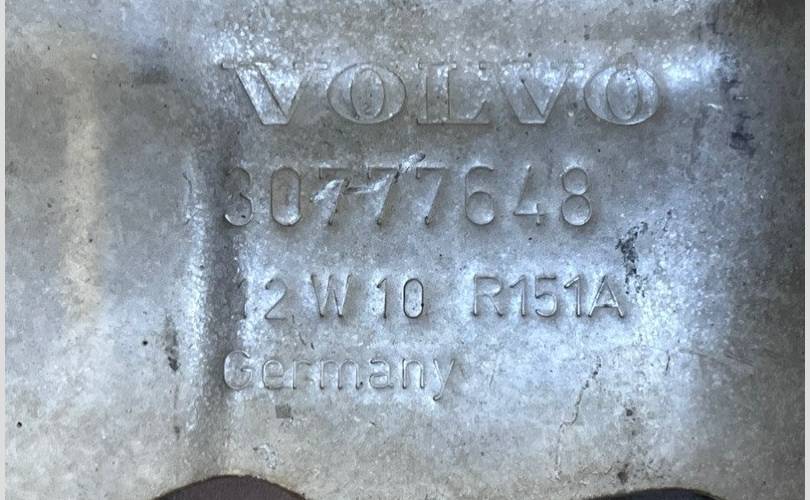 VOLVO
30777648
12 W 10 R151A
Germany